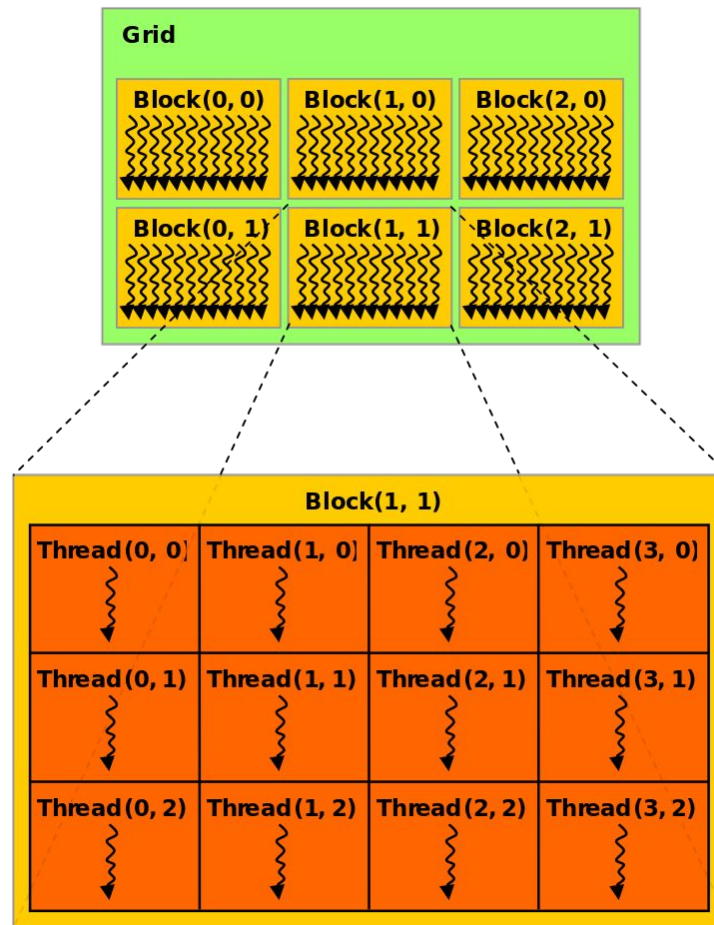 Grid
Block(0, 0) Block(1, 0) Block(2, 0)
Block(0, 1) Block(1, 1) Block(2, 1)
Block(1, 1)
Thread(0, 0) Thread(1, 0) Thread(2, 0) Thread(3, 0)
Thread(0, 1) Thread(1, 1) Thread(2, 1) Thread(3, 1)
Thread(0, 2) Thread(1, 2) Thread(2, 2) Thread(3, 2)